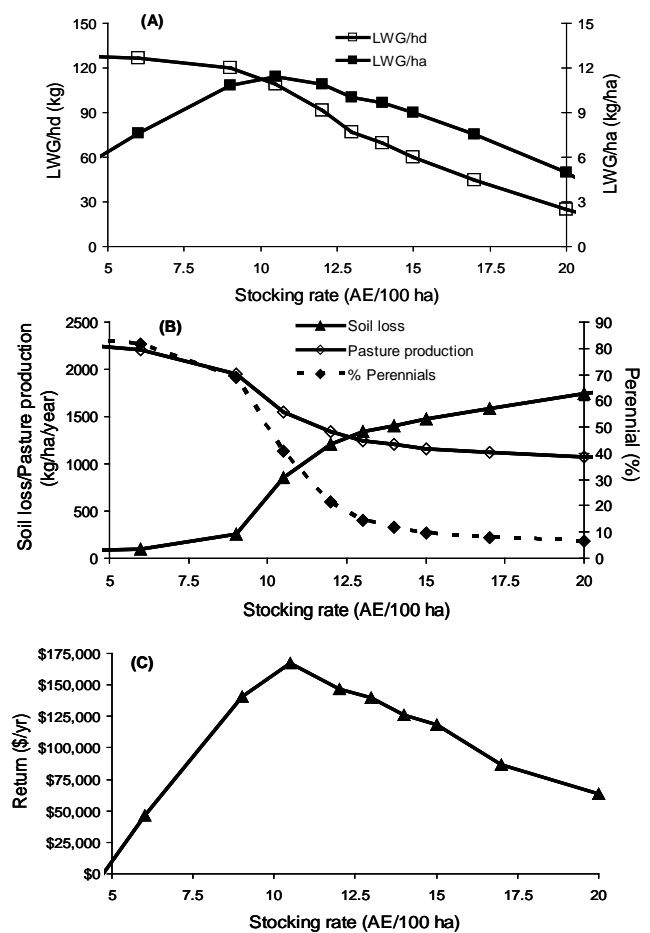 (A)
LWG/hd
LWG/ha
LWG/hd (kg)
150
120
90
60
30
0
LWG/ha (kg/ha)
15
12
9
6
3
0
5 7.5 10 12.5 15 17.5 20
Stocking rate (AE/100 ha)
(B)
Soil loss
Pasture production
% Perennials
Soil loss/Pasture production
(kg/ha/year)
2500
2000
1500
1000
500
0
Perennial (%)
90
80
70
60
50
40
30
20
10
0
5 7.5 10 12.5 15 17.5 20
Stocking rate (AE/100 ha)
(C)
Return ($/yr)
$175,000
$150,000
$125,000
$100,000
$75,000
$50,000
$25,000
$0
5 7.5 10 12.5 15 17.5 20
Stocking rate (AE/100 ha)